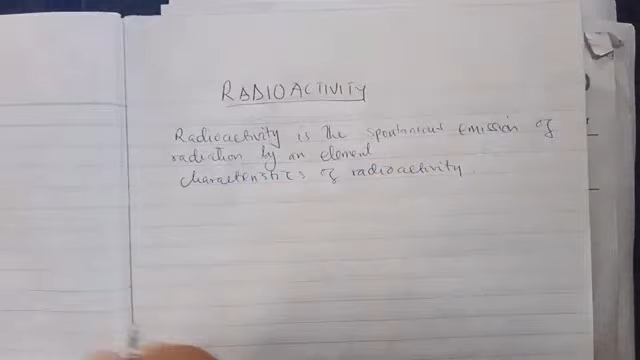 RADIOACTIVITY
Radioactivity is the spontaneous emission of
radiation by an element
characteristics of radioactivity.